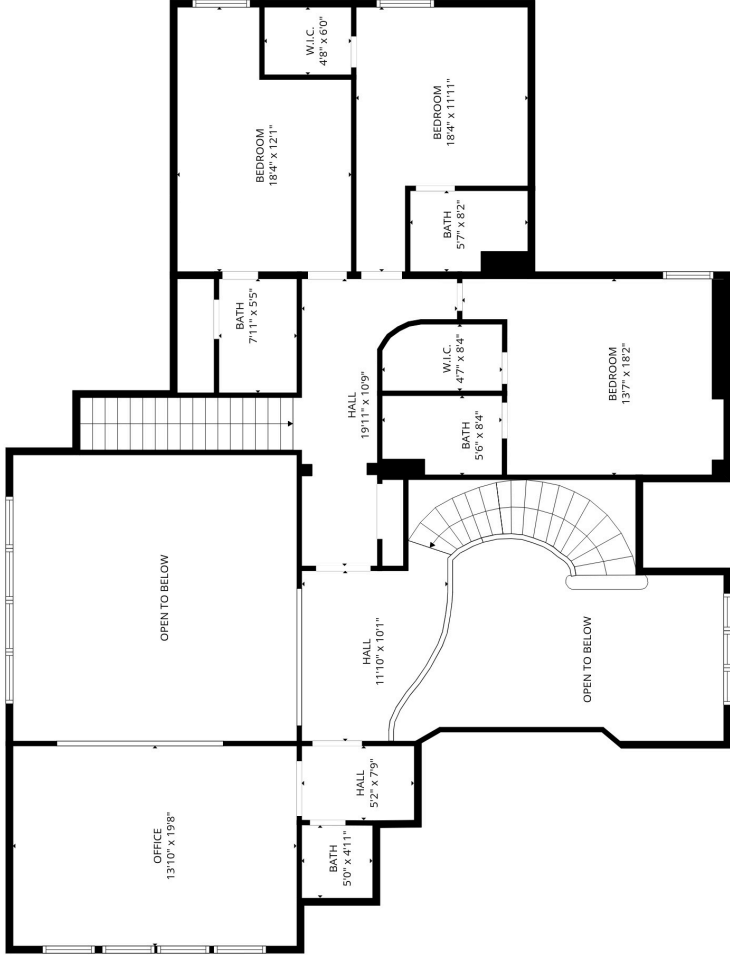 W.I.C.
4'8" x 6'0"
BEDROOM
18'4" x 12'1"
BEDROOM
18'4" x 11'11"
BATH
5'7" x 8'2"
BATH
7'11" x 5'5"
HALL
19'11" x 10'9"
W.I.C.
4'7" x 8'4"
BEDROOM
13'7" x 18'2"
BATH
5'6" x 8'4"
OPEN TO BELOW
HALL
11'10" x 10'1"
OPEN TO BELOW
HALL
5'2" x 7'9"
OFFICE
13'10" x 19'8"
BATH
5'0" x 4'11"